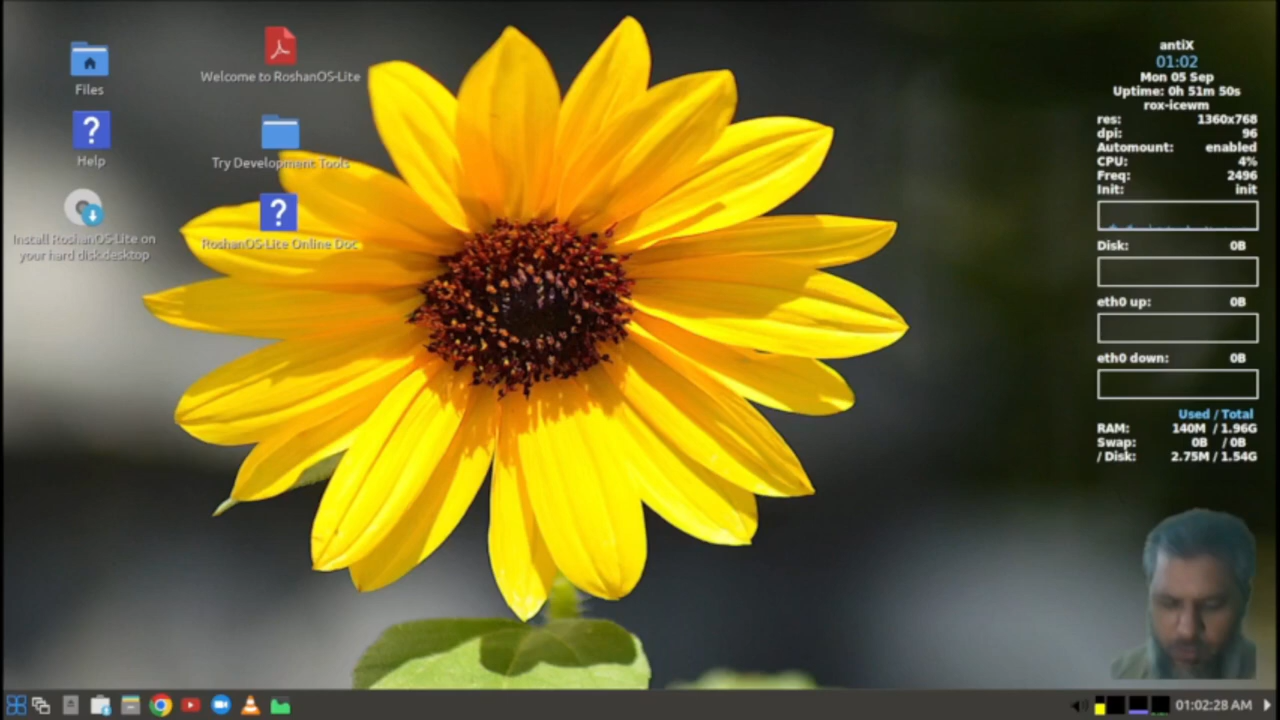 Files
Help
Install RoshanOS-Lite on
your hard disk.desktop
Welcome to RoshanOS-Lite
Try Development Tools
RoshanOS-Lite Online Doc
antiX
01:02
Mon 05 Sep
Uptime: 0h 51m 50s
rox-icewm
res: 1360x768
dpi: 96
Automount: enabled
CPU: 4%
Freq: 2496
Init: init
Disk: 0B
eth0 up: 0B
eth0 down: 0B
Used / Total
RAM: 140M / 1.96G
Swap: 0B / 0B
/ Disk: 2.75M / 1.54G
01:02:28 AM